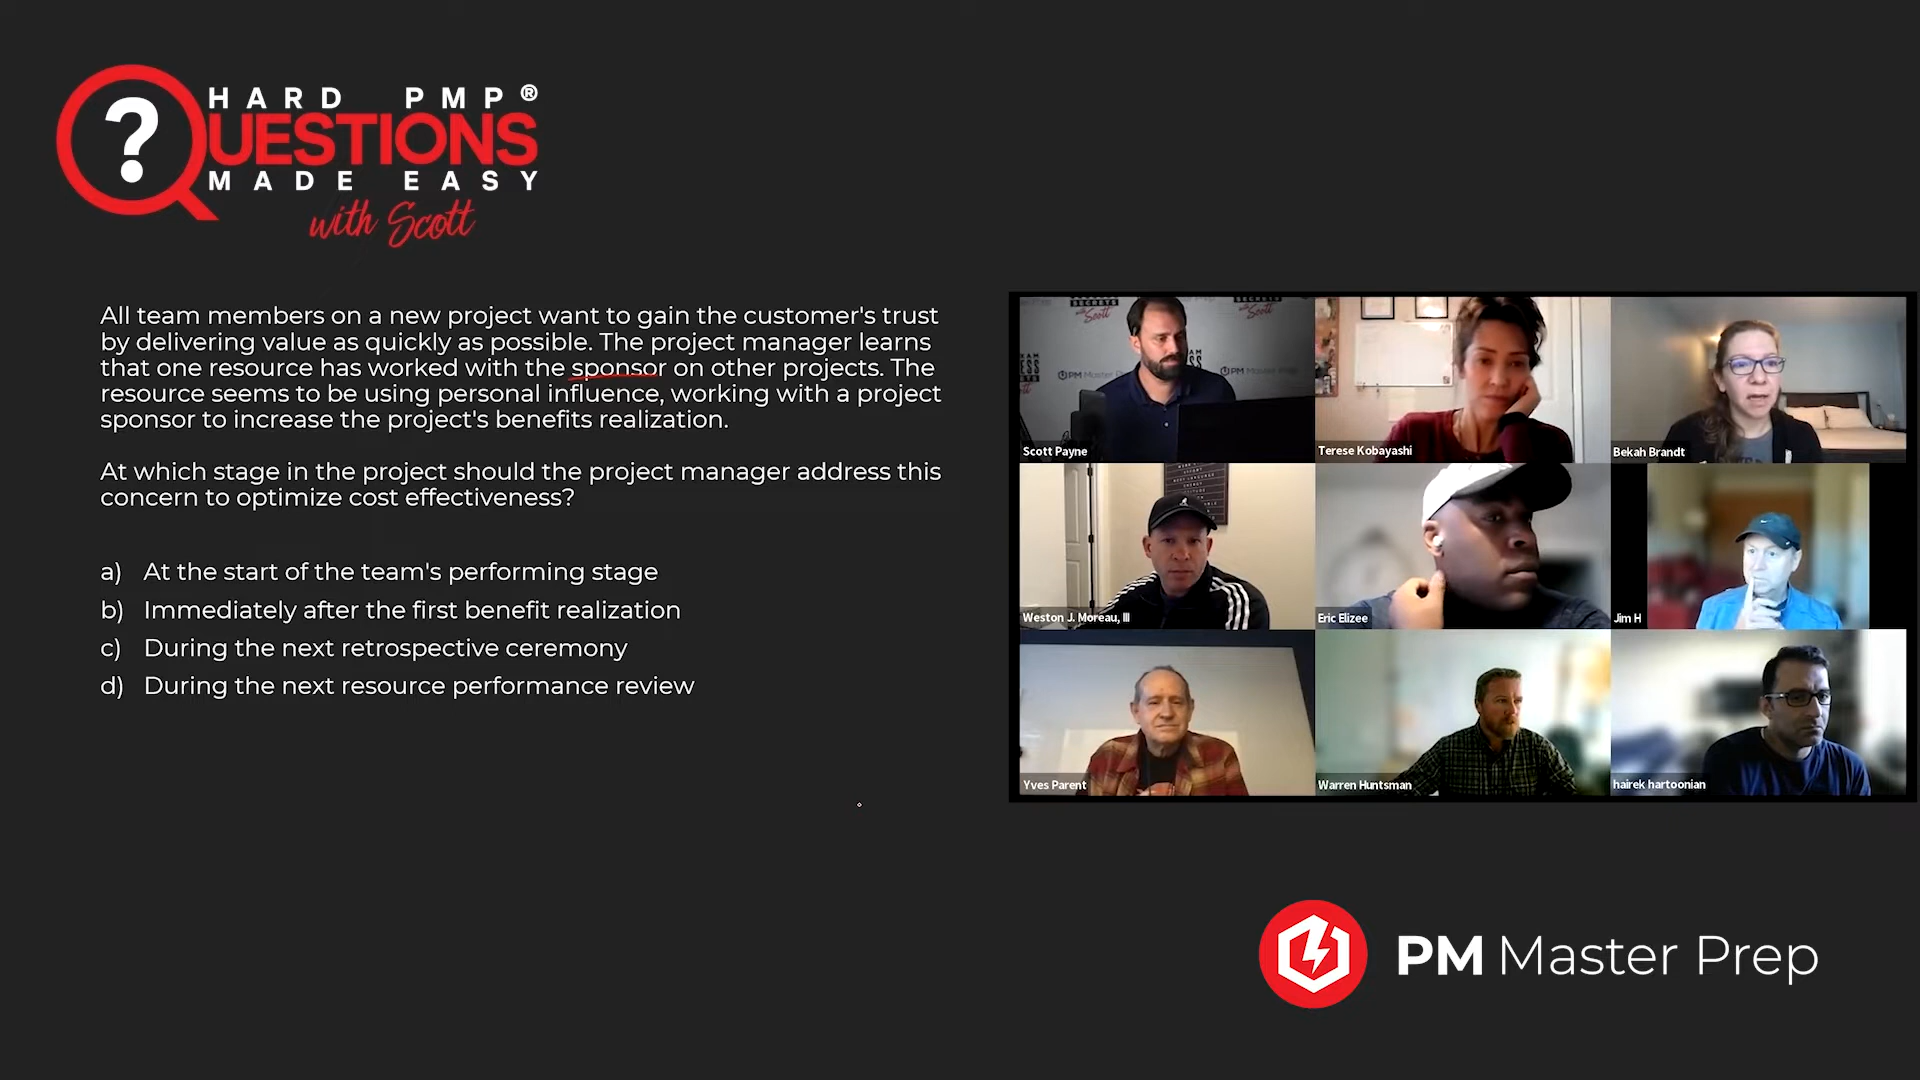 HARD PMP®
QUESTIONS
MADE EASY
with Scott
All team members on a new project want to gain the customer's trust
by delivering value as quickly as possible. The project manager learns
that one resource has worked with the sponsor on other projects. The
resource seems to be using personal influence, working with a project
sponsor to increase the project's benefits realization.
At which stage in the project should the project manager address this
concern to optimize cost effectiveness?
a) At the start of the team's performing stage
b) Immediately after the first benefit realization
c) During the next retrospective ceremony
d) During the next resource performance review
with Scott
PM Master Prep
Scott Payne
Terese Kobayashi
Bekah Brandt
Weston J. Moreau, III
Eric Elizee
Jim H
Yves Parent
Warren Huntsman
hairek hartoonian
PM Master Prep